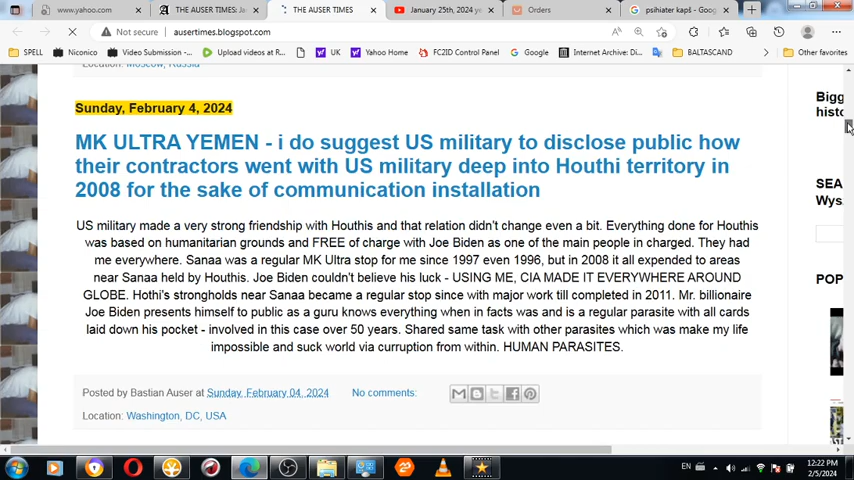 www.yahoo.com
THE AUSER TIMES: Ja
THE AUSER TIMES
January 25th, 2024 ye
Orders
psihiater kapš - Goog
Not secure
ausertimes.blogspot.com
SPELL
Niconico
Video Submission -...
Upload videos at R...
UK
Yahoo Home
FC2ID Control Panel
Google
Internet Archive: Di...
BALTASCAND
Other favorites
Location: Moscow, Russia
Sunday, February 4, 2024
MK ULTRA YEMEN - i do suggest US military to disclose public how
their contractors went with US military deep into Houthi territory in
2008 for the sake of communication installation
US military made a very strong friendship with Houthis and that relation didn't change even a bit. Everything done for Houthis
was based on humanitarian grounds and FREE of charge with Joe Biden as one of the main people in charged. They had
me everywhere. Sanaa was a regular MK Ultra stop for me since 1997 even 1996, but in 2008 it all expended to areas
near Sanaa held by Houthis. Joe Biden couldn't believe his luck - USING ME, CIA MADE IT EVERYWHERE AROUND
GLOBE. Hothi's strongholds near Sanaa became a regular stop since with major work till completed in 2011. Mr. billionaire
Joe Biden presents himself to public as a guru knows everything when in facts was and is a regular parasite with all cards
laid down his pocket - involved in this case over 50 years. Shared same task with other parasites which was make my life
impossible and suck world via curruption from within. HUMAN PARASITES.
Posted by Bastian Auser at Sunday, February 04, 2024
No comments:
Location: Washington, DC, USA
Bigg
histo
SEA
Wys
POP
EN
12:22 PM
2/5/2024